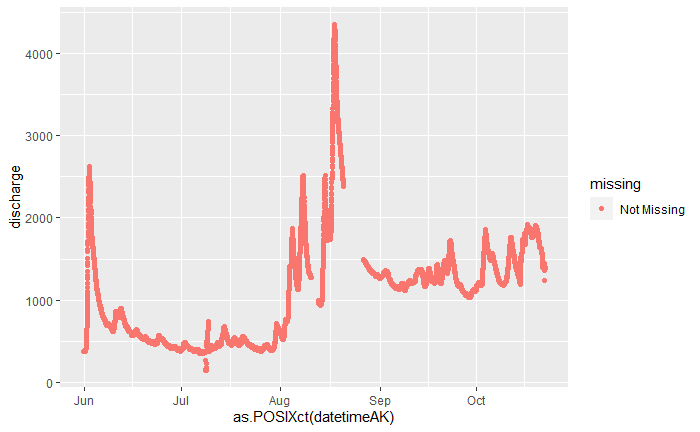 4000
3000
2000
1000
0
discharge
Jun Jul Aug Sep Oct
as.POSIXct(datetimeAK)
missing
Not Missing